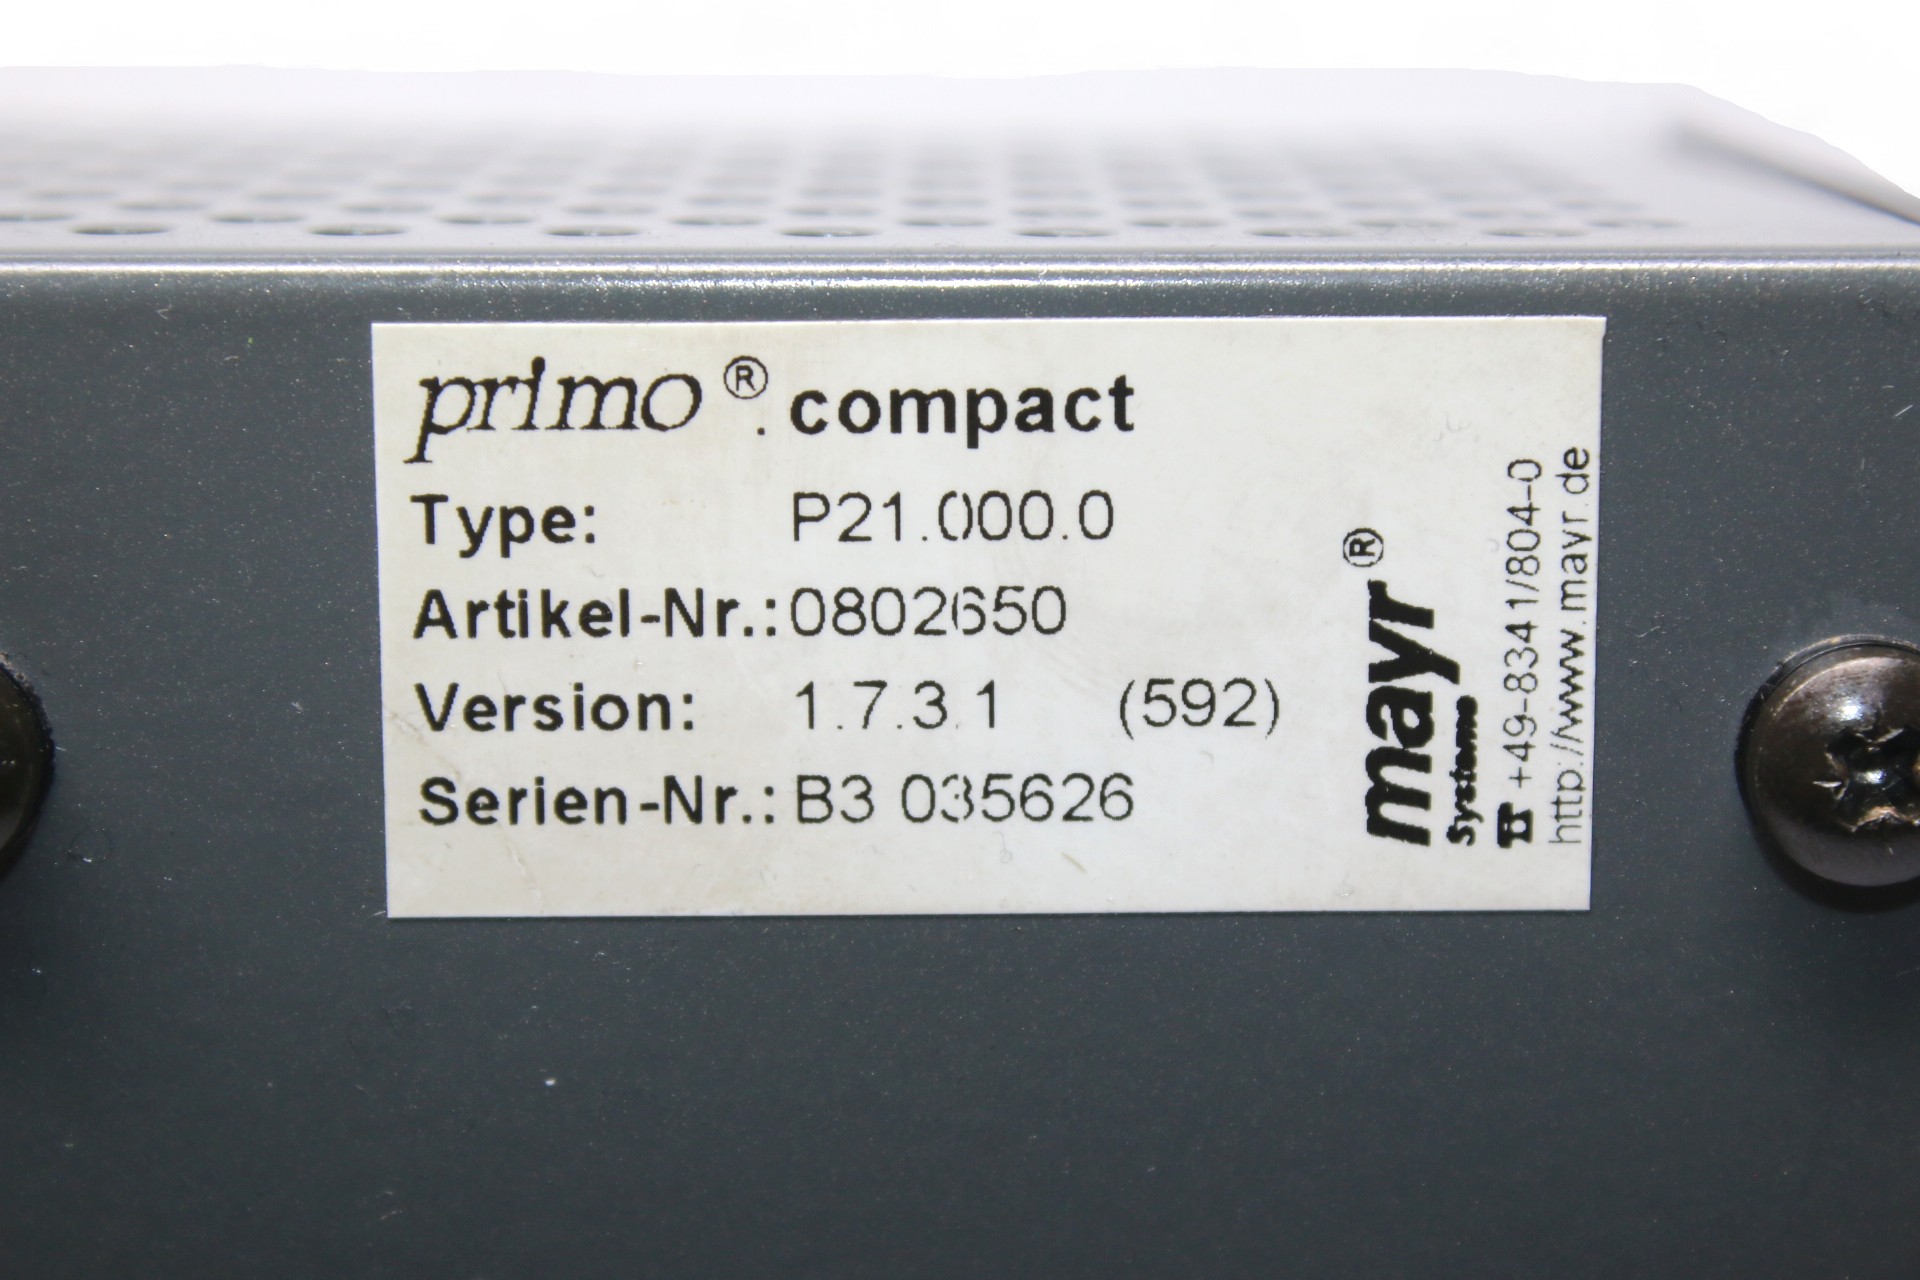 primo® compact
Type: P21.000.0
Artikel-Nr.: 0802650
Version: 1.7.3.1 (592)
Serien-Nr.: B3 035626
mayr®
Systems
☎ +49-8341/804-0
http://www.mayr.de